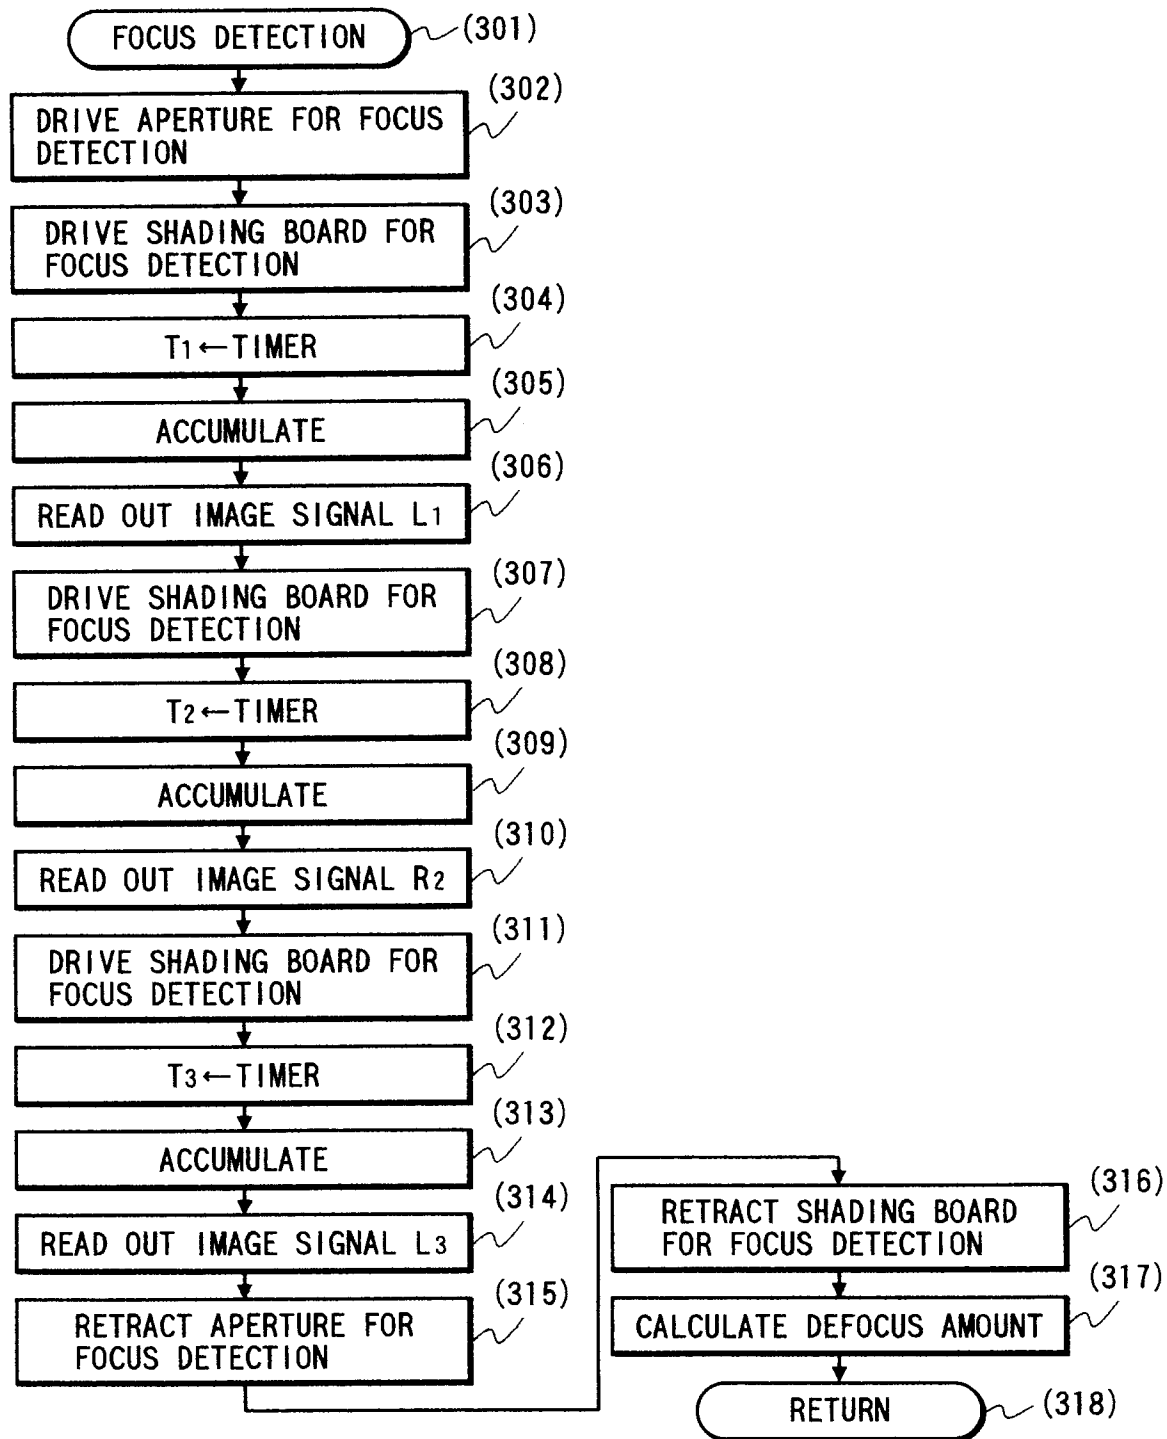 FOCUS DETECTION
(301)
(302)
DRIVE APERTURE FOR FOCUS
DETECTION
(303)
DRIVE SHADING BOARD FOR
FOCUS DETECTION
(304)
T1←TIMER
(305)
ACCUMULATE
(306)
READ OUT IMAGE SIGNAL L1
(307)
DRIVE SHADING BOARD FOR
FOCUS DETECTION
(308)
T2←TIMER
(309)
ACCUMULATE
(310)
READ OUT IMAGE SIGNAL R2
(311)
DRIVE SHADING BOARD FOR
FOCUS DETECTION
(312)
T3←TIMER
(313)
ACCUMULATE
(314)
READ OUT IMAGE SIGNAL L3
(315)
RETRACT APERTURE FOR
FOCUS DETECTION
(316)
RETRACT SHADING BOARD
FOR FOCUS DETECTION
(317)
CALCULATE DEFOCUS AMOUNT
RETURN
(318)